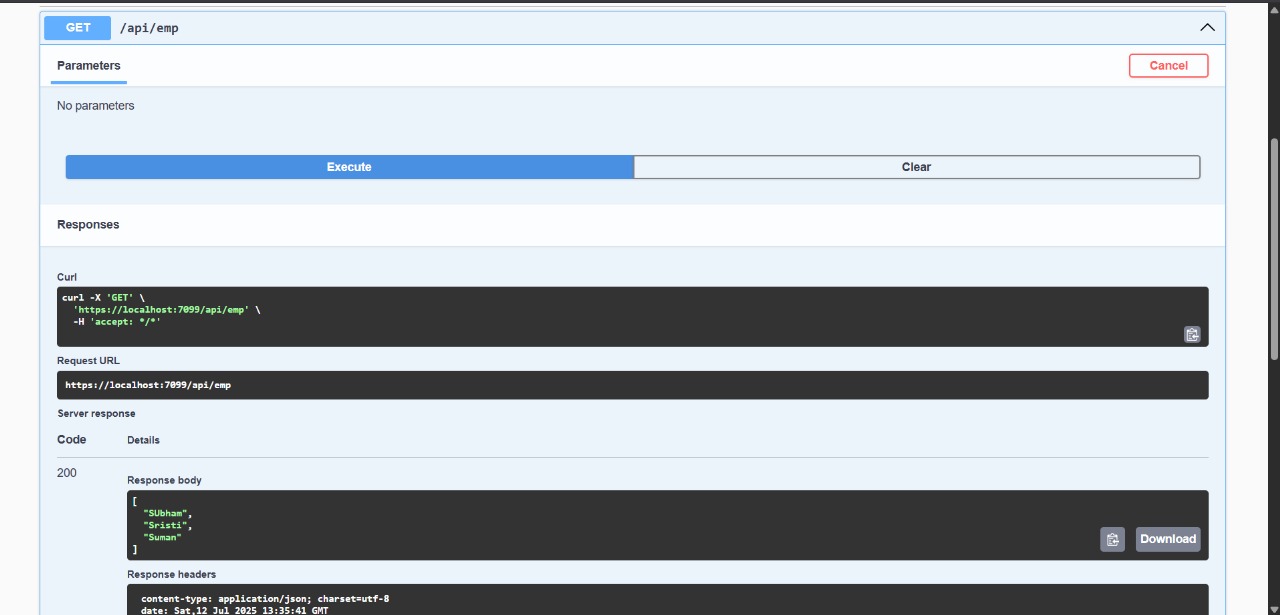 GET /api/emp
Parameters
Cancel
No parameters
Execute
Clear
Responses
Curl
curl -X 'GET' \
'https://localhost:7099/api/emp' \
-H 'accept: */*'
Request URL
https://localhost:7099/api/emp
Server response
Code Details
200
Response body
[
"SUbham",
"Sristi",
"Suman"
]
Download
Response headers
content-type: application/json; charset=utf-8
date: Sat,12 Jul 2025 13:35:41 GMT